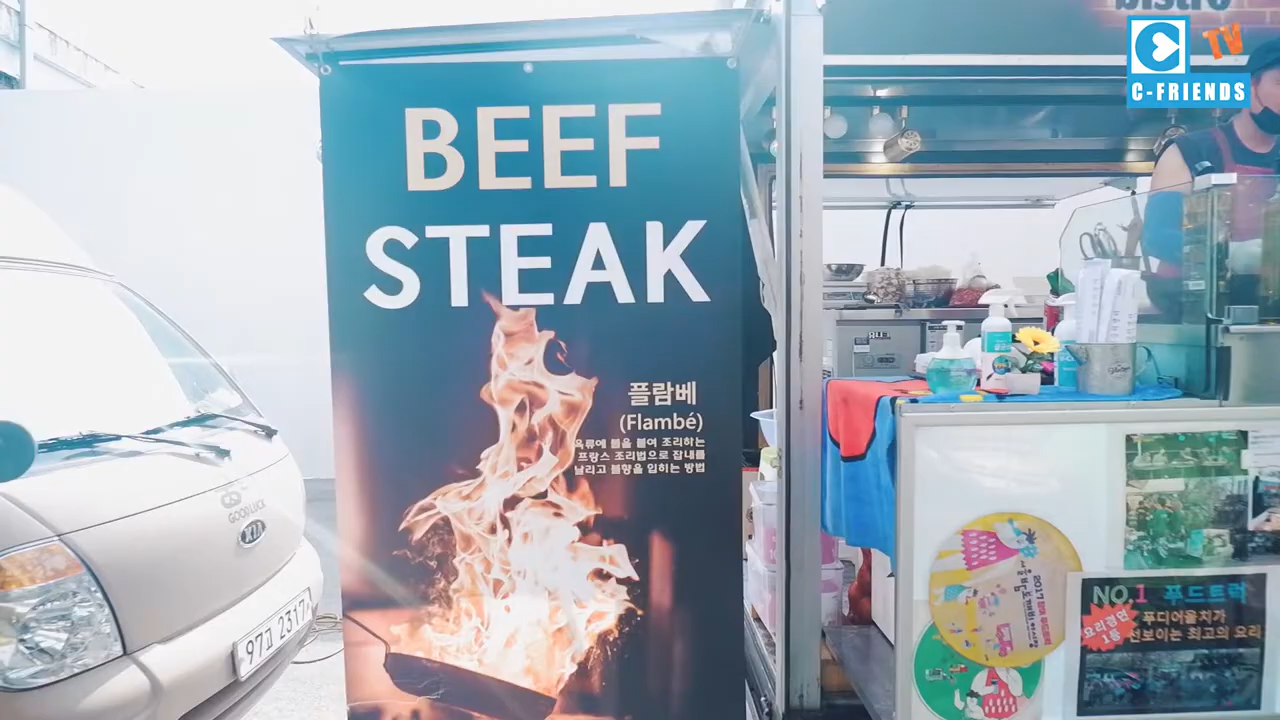 bistro
TV
C-FRIENDS
BEEF
STEAK
플람베
(Flambé)
육류에 불을 붙여 조리하는
프랑스 조리법으로 잡내를
날리고 불향을 입히는 방법
GOOD LUCK
KIA
97고 2317
NO.1 푸드트럭
요리경연
1등
푸디어울치가
선보이는 최고의 요리
2017